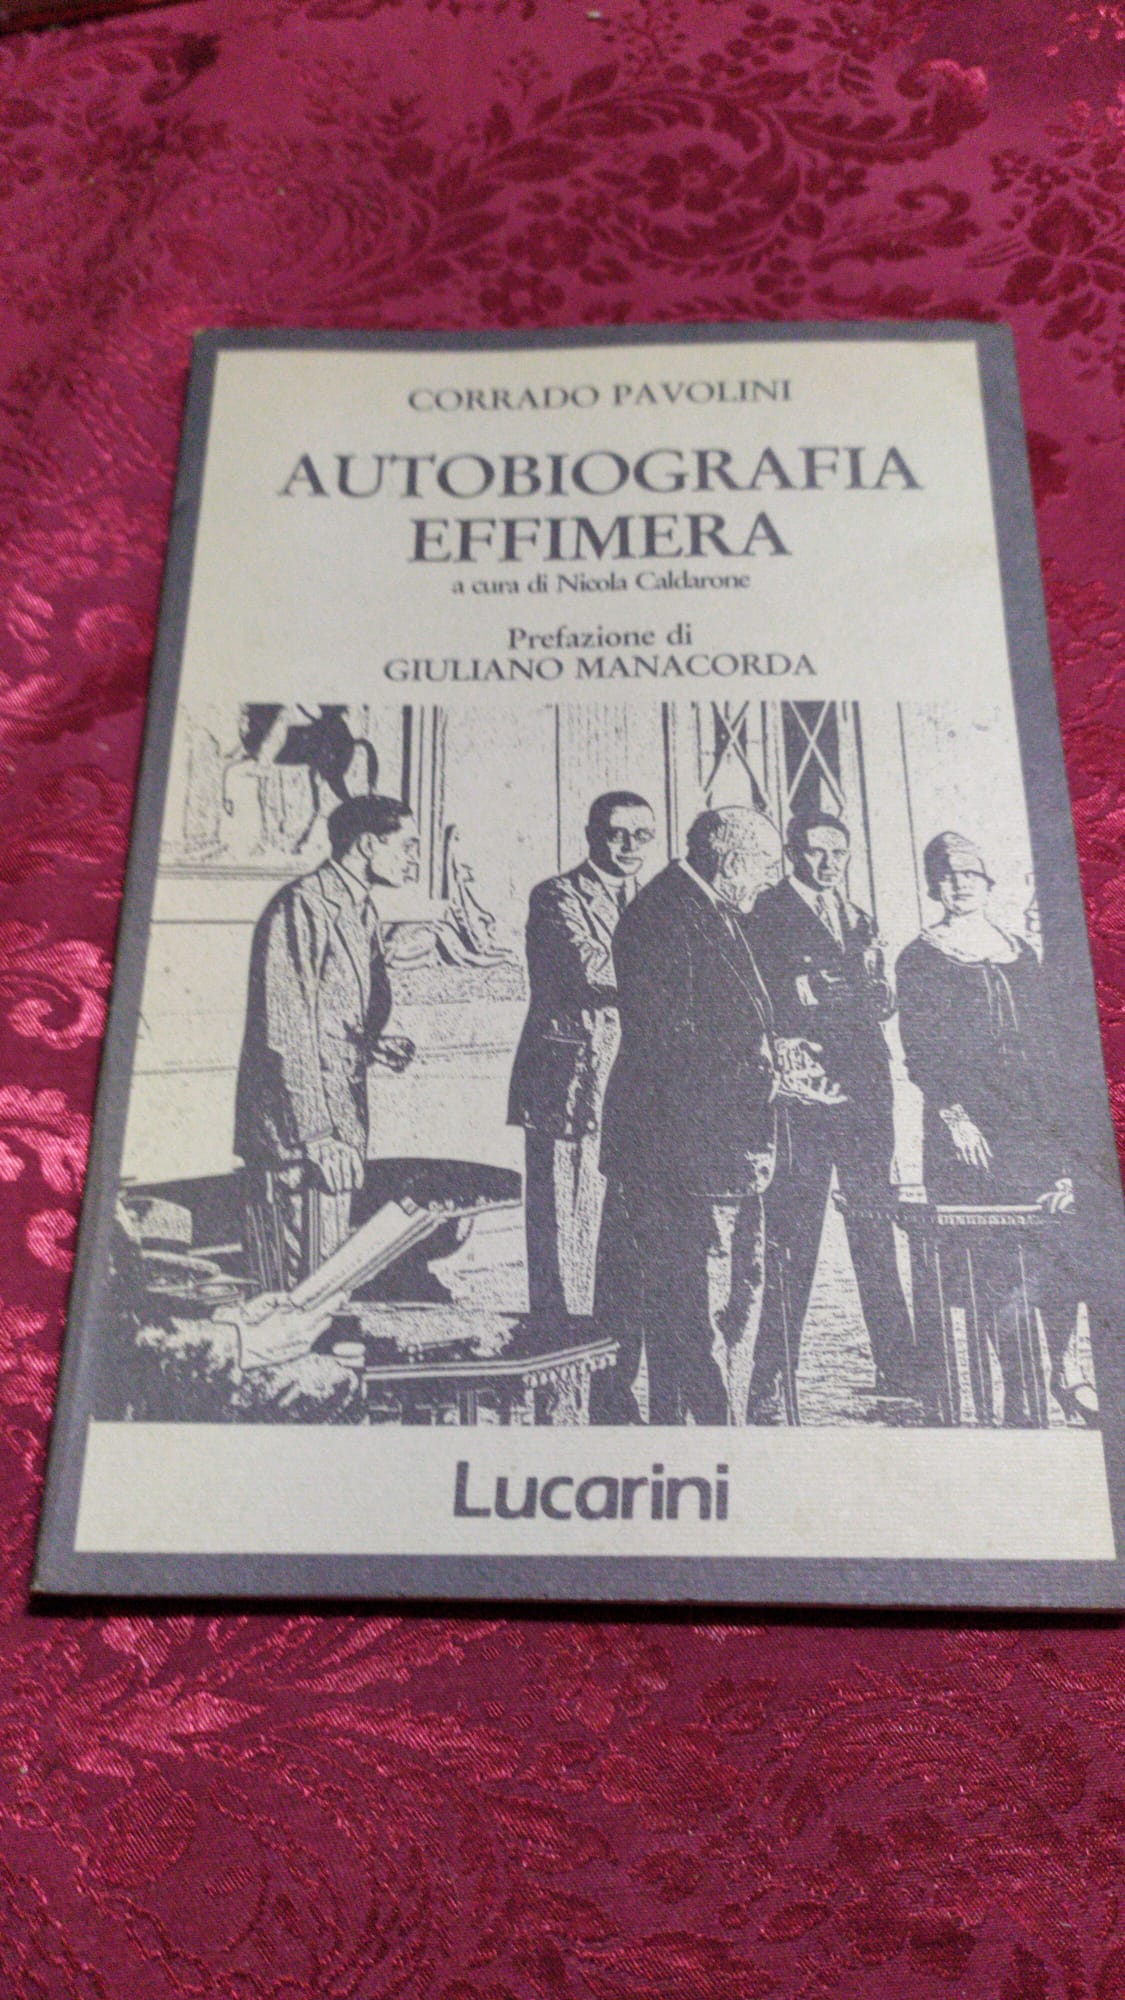 CORRADO PAVOLINI
AUTOBIOGRAFIA
EFFIMERA
a cura di Nicola Caldarone
Prefazione di
GIULIANO MANACORDA
Lucarini